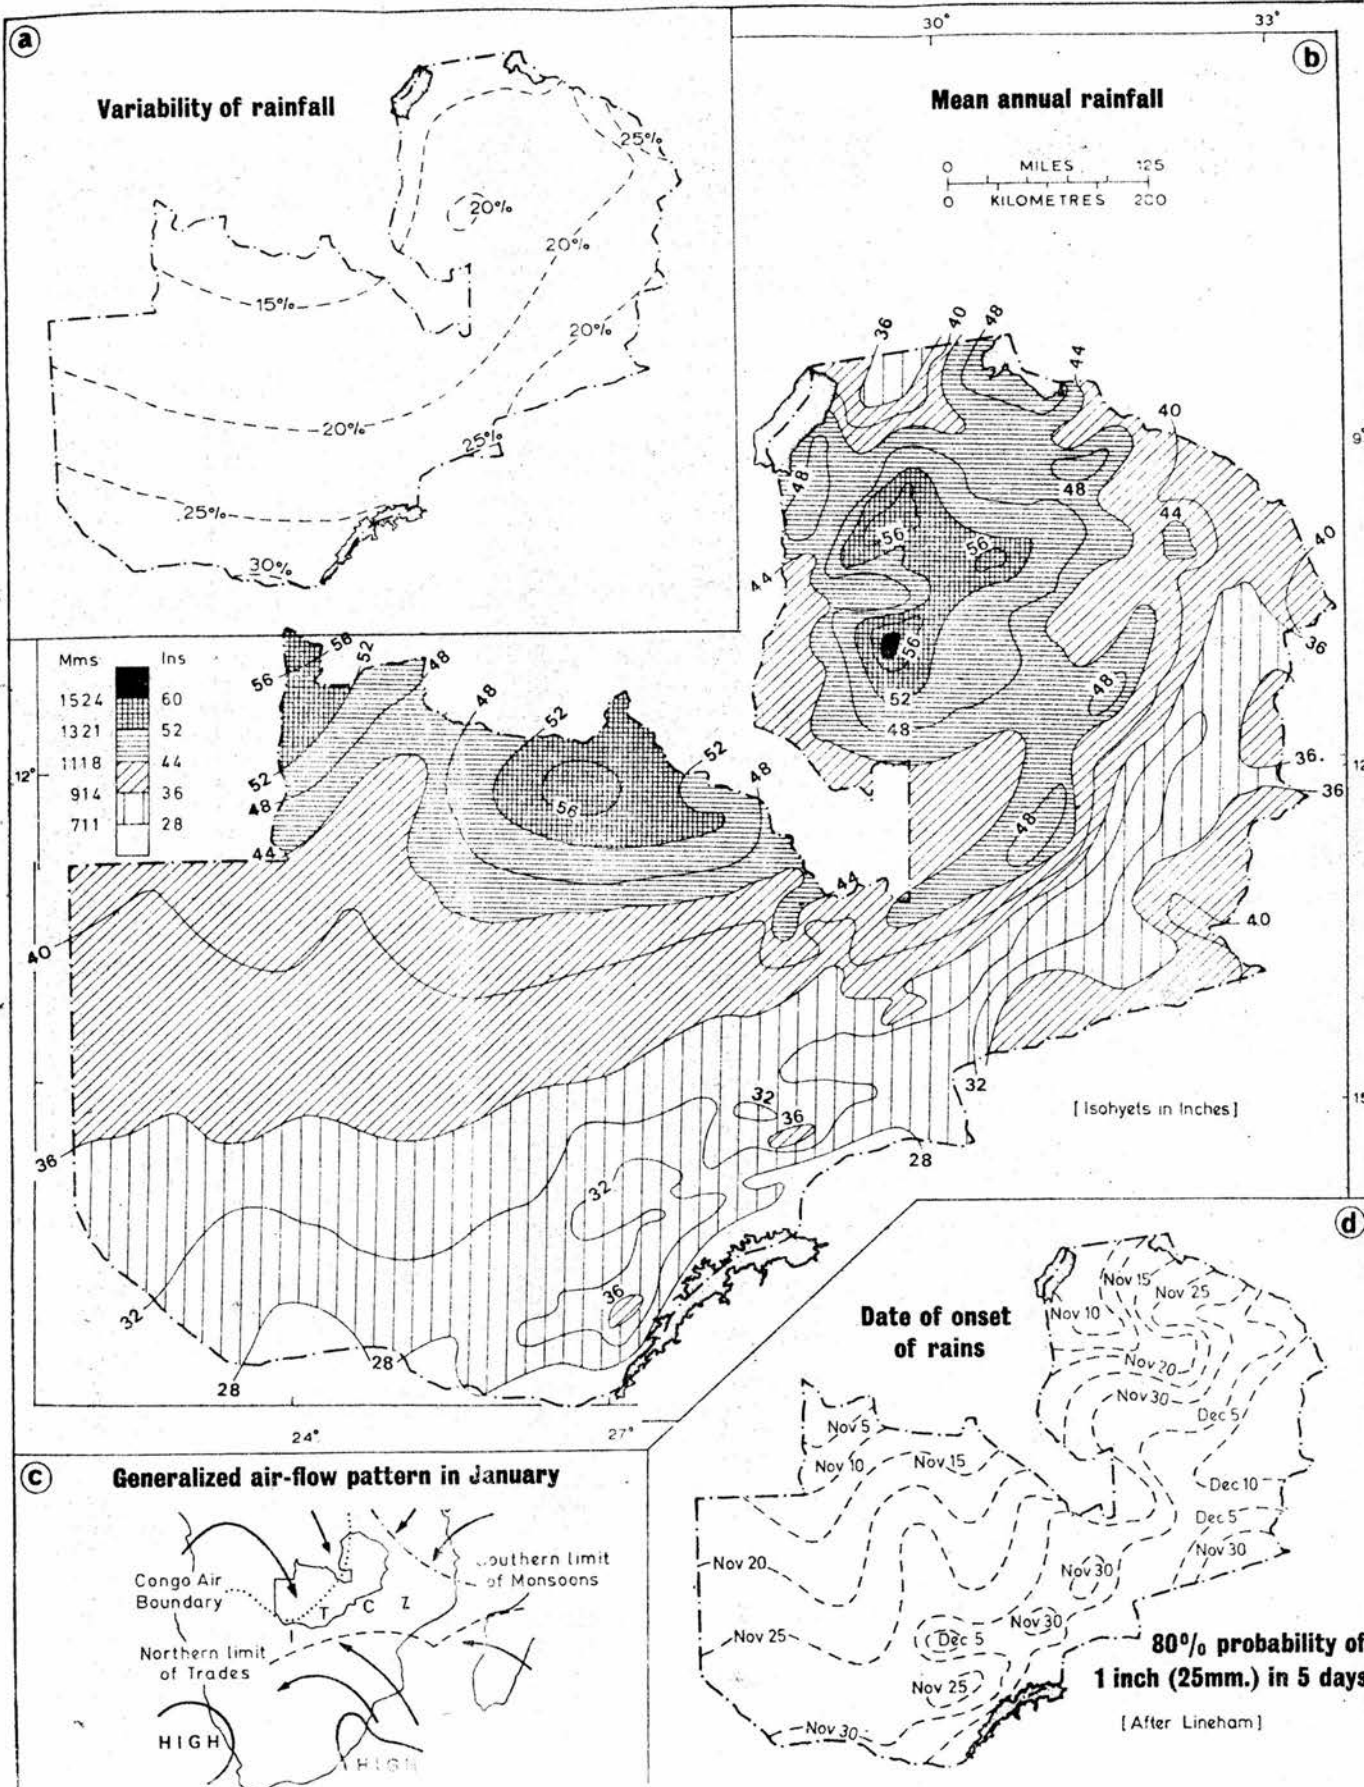 a
Variability of rainfall
25%
20%
20%
15%
20%
20%
25%
25%
30%
30°
33°
b
Mean annual rainfall
0 MILES 125
0 KILOMETRES 200
36
40
48
44
40
9°
48
48
44
56
56
40
44
36
56
48
52
48
36.
36
48
40
44
32
[Isohyets in Inches]
Mms Ins
1524 60
1321 52
1118 44
914 36
711 28
12°
56
52
48
56
52
48
44
48
52
52
48
56
40
36
32
36
28
32
36
32
28
28
24°
27°
c
Generalized air-flow pattern in January
Congo Air
Boundary
T C Z
of Monsoons
Northern limit
of Trades
HIGH
HIGH
d
Date of onset
of rains
Nov 15
Nov 25
Nov 10
Nov 20
Nov 30
Dec 5
Nov 5
Nov 10
Nov 15
Dec 10
Dec 5
Nov 30
Nov 20
Nov 30
Nov 30
Nov 25
Dec 5
Nov 25
Nov 30
80% probability of
1 inch (25mm.) in 5 days
[After Lineham]